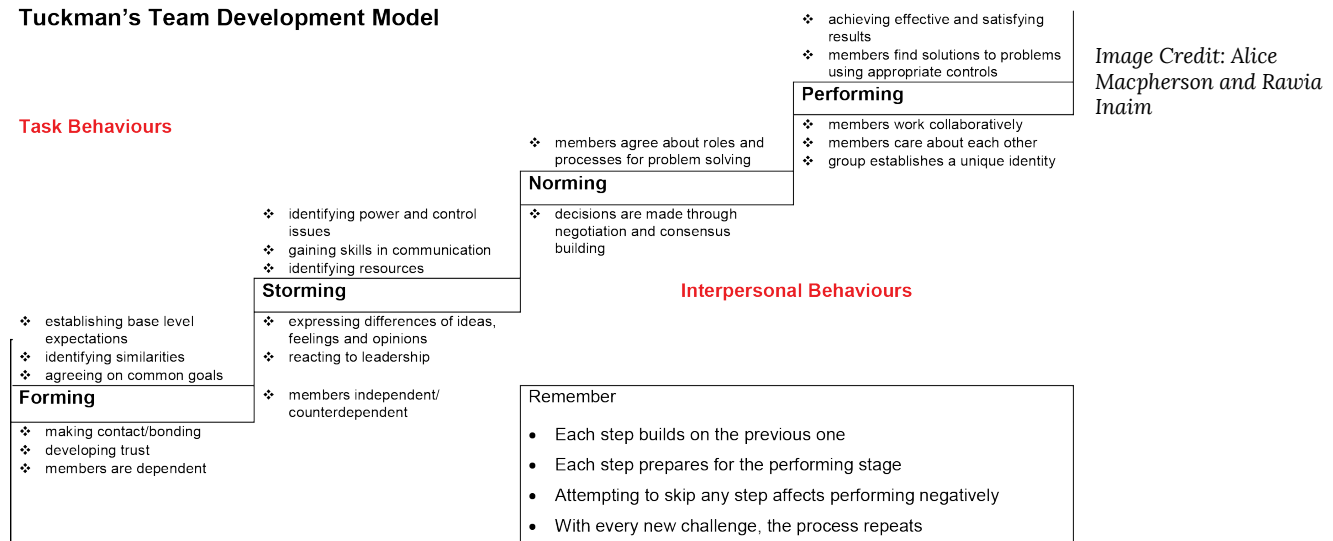 Tuckman's Team Development Model
Task Behaviours
❖ establishing base level
expectations
❖ identifying similarities
❖ agreeing on common goals
Forming
❖ making contact/bonding
❖ developing trust
❖ members are dependent
❖ identifying power and control
issues
❖ gaining skills in communication
❖ identifying resources
Storming
❖ expressing differences of ideas,
feelings and opinions
❖ reacting to leadership
❖ members independent/
counterdependent
❖ members agree about roles and
processes for problem solving
Norming
❖ decisions are made through
negotiation and consensus
building
❖ achieving effective and satisfying
results
❖ members find solutions to problems
using appropriate controls
Performing
❖ members work collaboratively
❖ members care about each other
❖ group establishes a unique identity
Interpersonal Behaviours
Remember
• Each step builds on the previous one
• Each step prepares for the performing stage
• Attempting to skip any step affects performing negatively
• With every new challenge, the process repeats
Image Credit: Alice
Macpherson and Rawia
Inaim